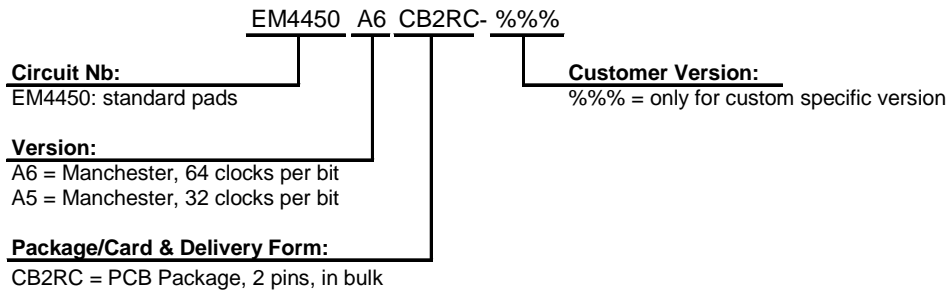 EM4450 A6 CB2RC- %%%
Circuit Nb:
EM4450: standard pads
Customer Version:
%%% = only for custom specific version
Version:
A6 = Manchester, 64 clocks per bit
A5 = Manchester, 32 clocks per bit
Package/Card & Delivery Form:
CB2RC = PCB Package, 2 pins, in bulk